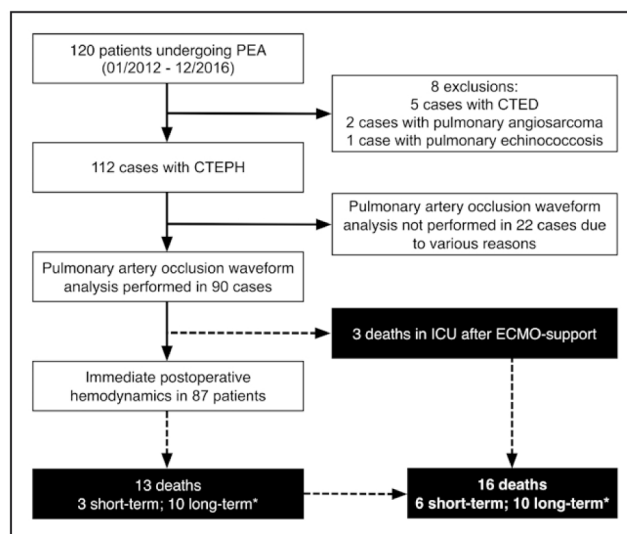 120 patients undergoing PEA
(01/2012 - 12/2016)
8 exclusions:
5 cases with CTED
2 cases with pulmonary angiosarcoma
1 case with pulmonary echinococcosis
112 cases with CTEPH
Pulmonary artery occlusion waveform
analysis not performed in 22 cases due
to various reasons
Pulmonary artery occlusion waveform
analysis performed in 90 cases
3 deaths in ICU after ECMO-support
Immediate postoperative
hemodynamics in 87 patients
13 deaths
3 short-term; 10 long-term*
16 deaths
6 short-term; 10 long-term*